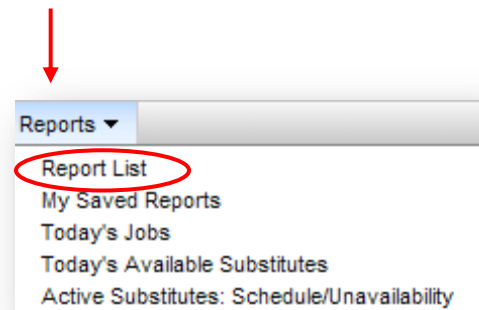 Reports ▼
Report List
My Saved Reports
Today's Jobs
Today's Available Substitutes
Active Substitutes: Schedule/Unavailability